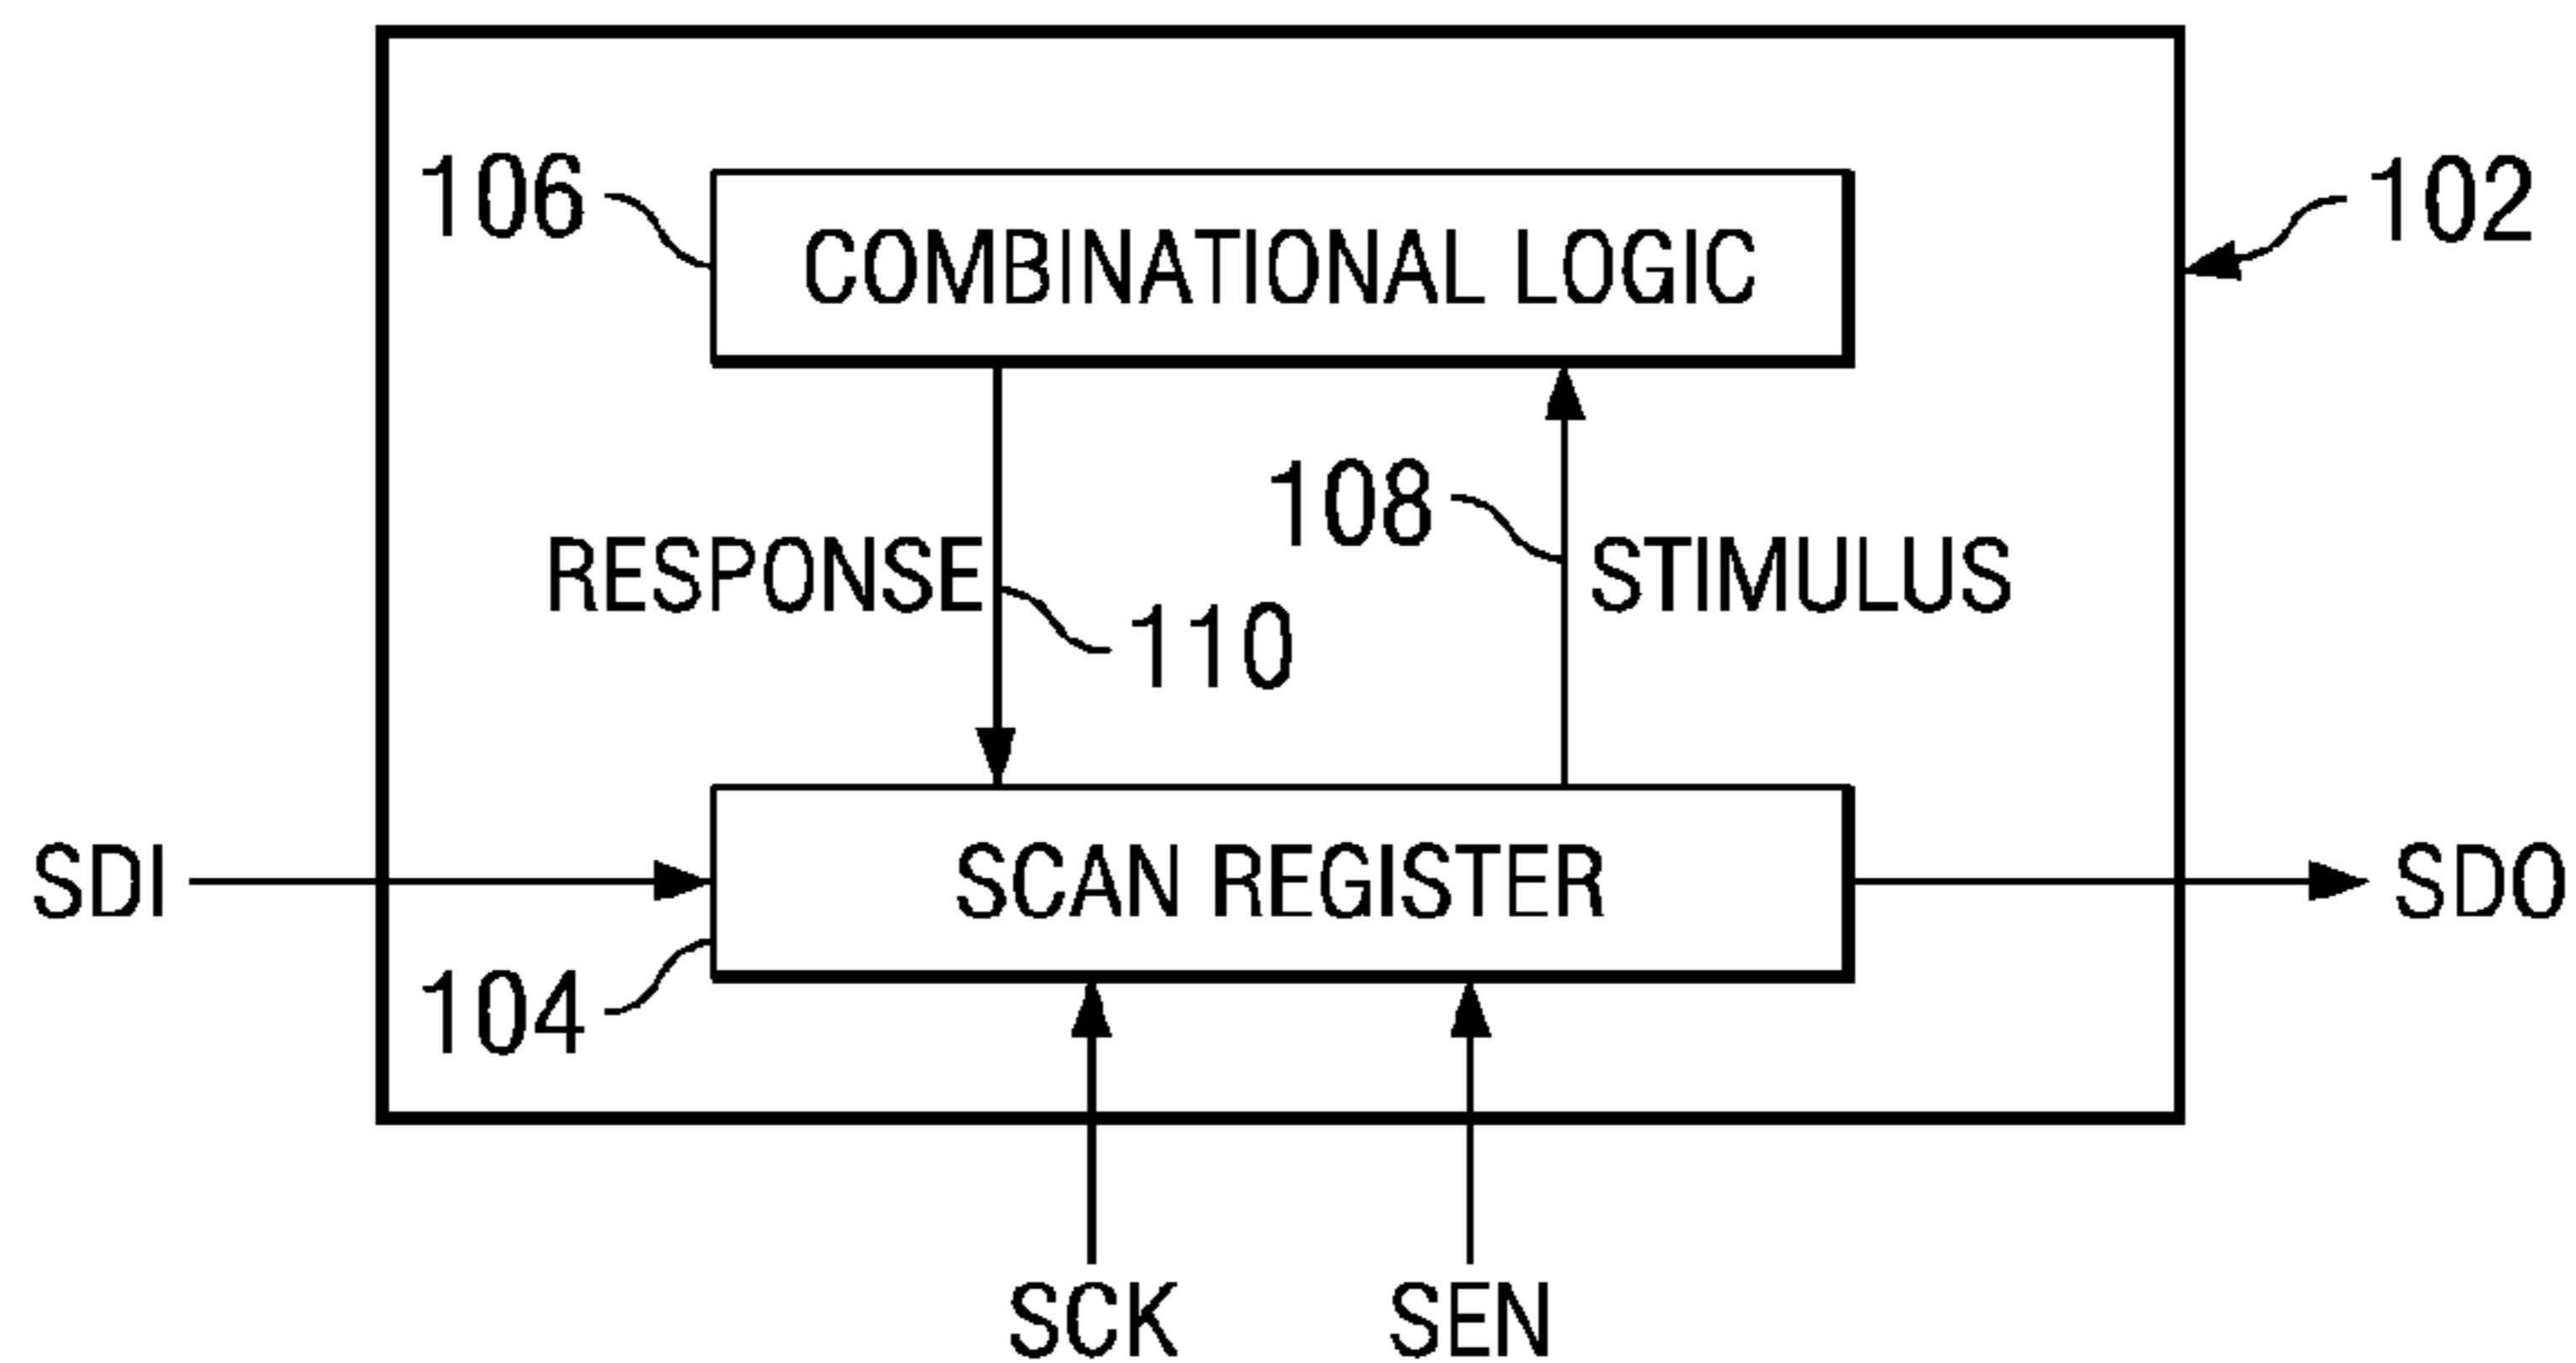 106
COMBINATIONAL LOGIC
102
108
RESPONSE
STIMULUS
110
SDI
SCAN REGISTER
SDO
104
SCK
SEN